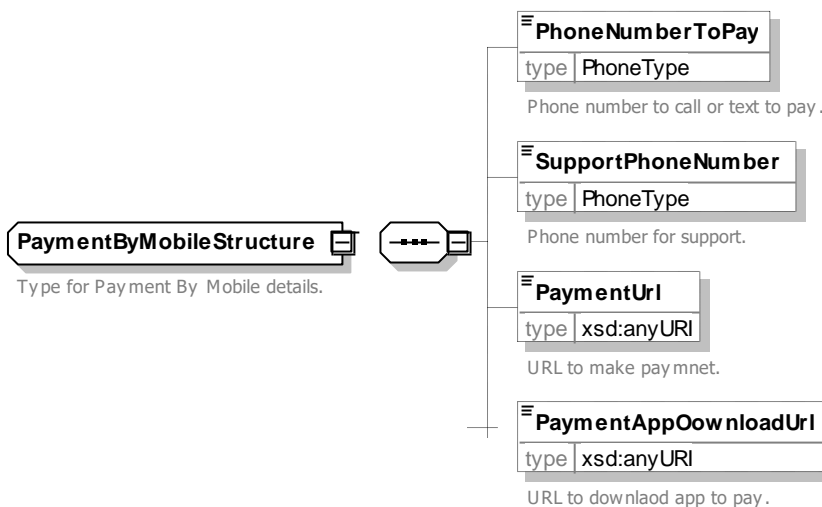 PhoneNumberToPay
type PhoneType
Phone number to call or text to pay.
SupportPhoneNumber
type PhoneType
Phone number for support.
PaymentByMobileStructure
Type for Payment By Mobile details.
PaymentUrl
type xsd:anyURI
URL to make paymnet.
PaymentAppOownloadUrl
type xsd:anyURI
URL to downlaod app to pay.